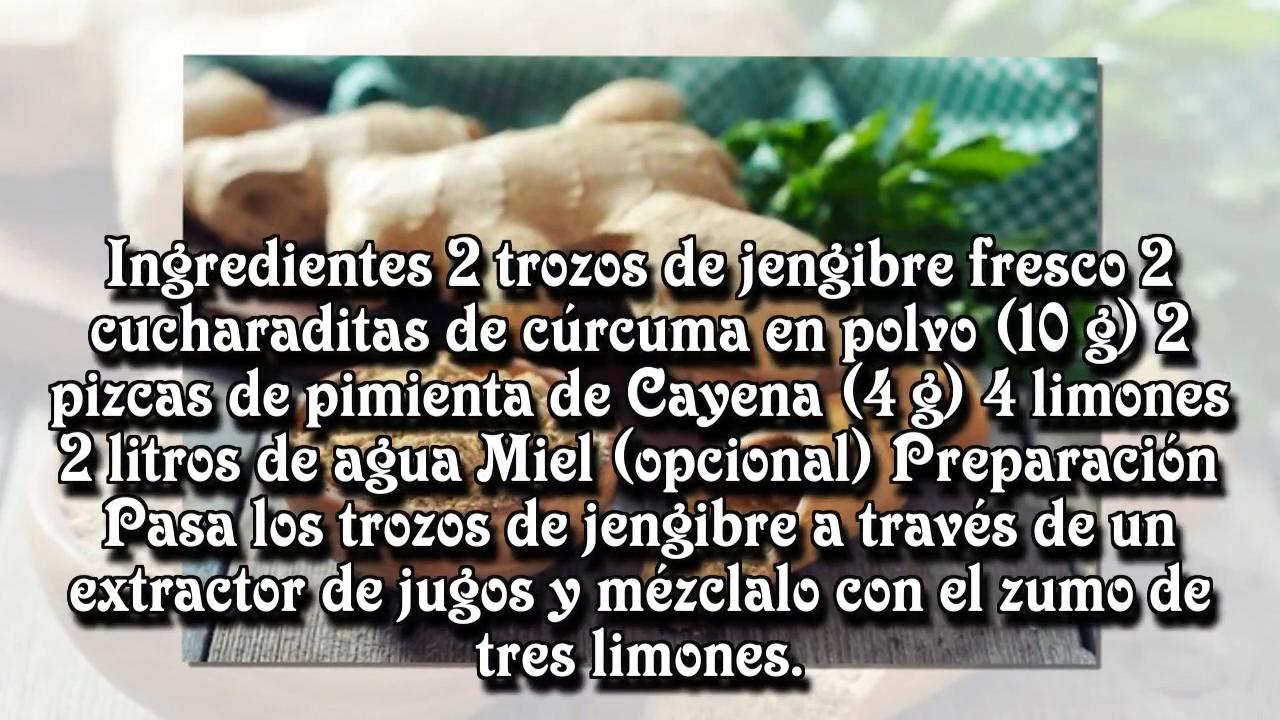 Ingredientes 2 trozos de jengibre fresco 2
cucharaditas de cúrcuma en polvo (10 g) 2
pizcas de pimienta de Cayena (4 g) 4 limones
2 litros de agua Miel (opcional) Preparación
Pasa los trozos de jengibre a través de un
extractor de jugos y mézclalo con el zumo de
tres limones.